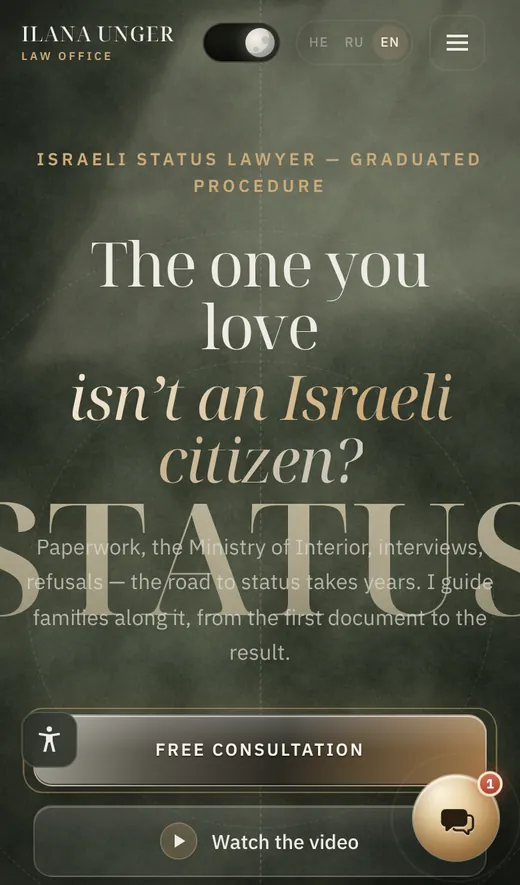 ILANA UNGER
LAW OFFICE
HE RU EN
ISRAELI STATUS LAWYER — GRADUATED
PROCEDURE
The one you
love
isn’t an Israeli
citizen?
STATUS
Paperwork, the Ministry of Interior, interviews,
refusals — the road to status takes years. I guide
families along it, from the first document to the
result.
FREE CONSULTATION
1
Watch the video